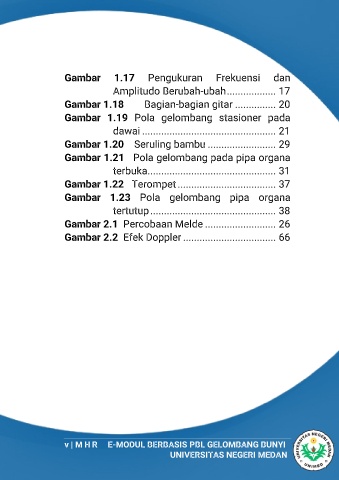 Gambar 1.17 Pengukuran Frekuensi dan
Amplitudo Berubah-ubah.................. 17
Gambar 1.18 Bagian-bagian gitar ............... 20
Gambar 1.19 Pola gelombang stasioner pada
dawai ................................................. 21
Gambar 1.20 Seruling bambu ......................... 29
Gambar 1.21 Pola gelombang pada pipa organa
terbuka............................................... 31
Gambar 1.22 Terompet.................................... 37
Gambar 1.23 Pola gelombang pipa organa
tertutup .............................................. 38
Gambar 2.1 Percobaan Melde .......................... 26
Gambar 2.2 Efek Doppler .................................. 66
v | M H R E-MODUL BERBASIS PBL GELOMBANG BUNYI
UNIVERSITAS NEGERI MEDAN
UNIVERSITAS NEGERI MEDAN
UNIMED